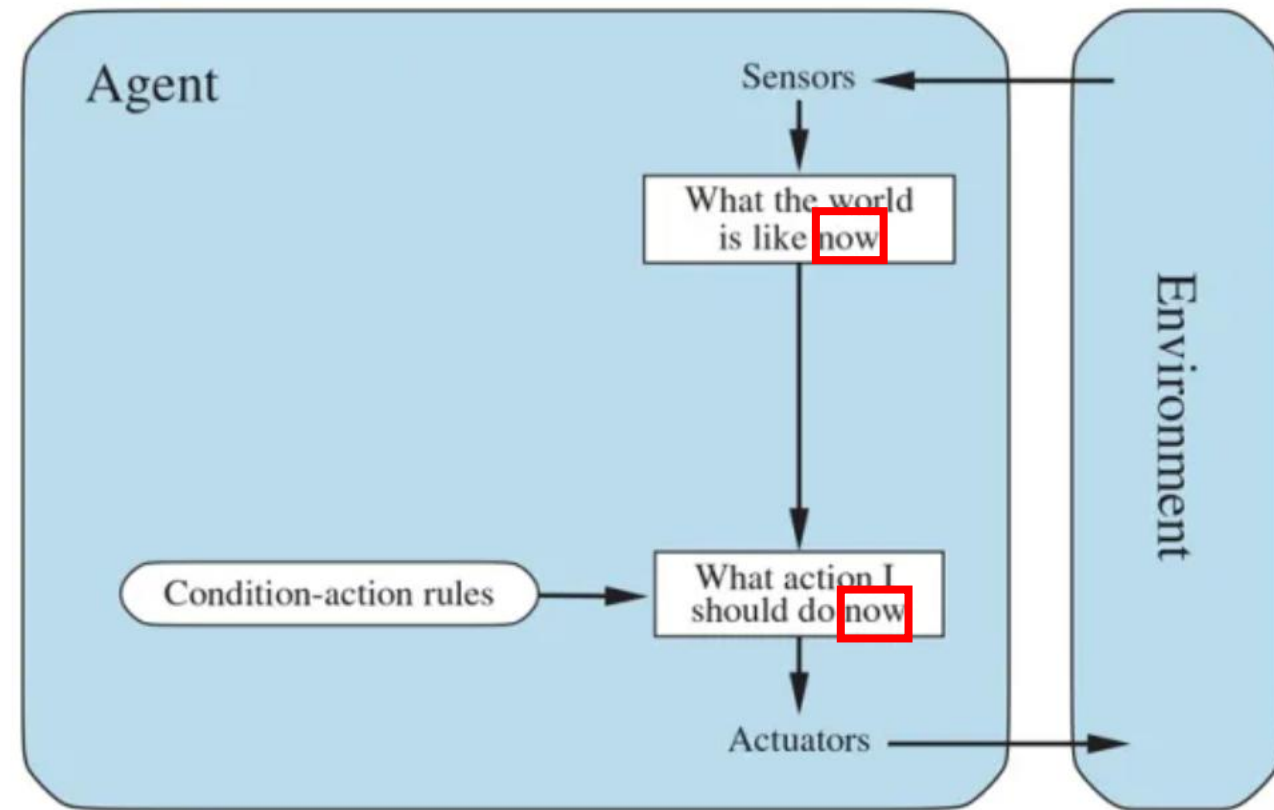 Agent
Sensors
What the world
is like now
Environment
Condition-action rules
What action I
should do now
Actuators